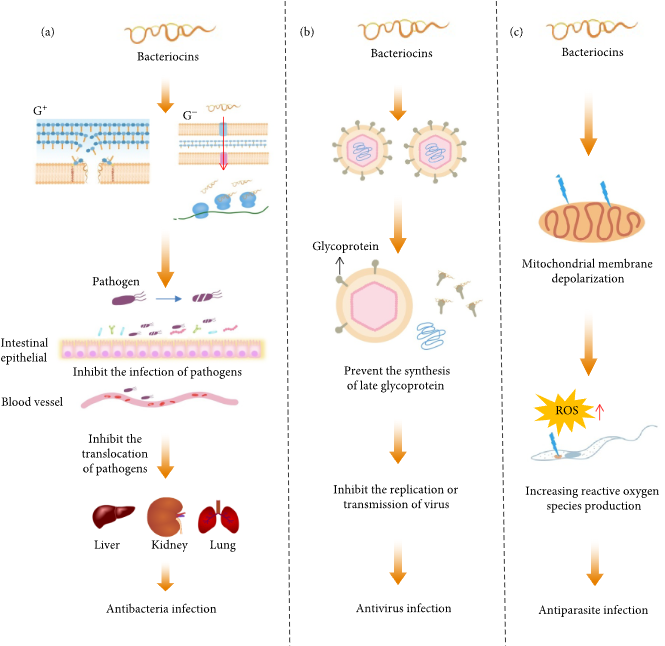 (a)
Bacteriocins
G+
G−
Pathogen
Intestinal
epithelial
Inhibit the infection of pathogens
Blood vessel
Inhibit the
translocation
of pathogens
Liver
Kidney
Lung
Antibacteria infection
(b)
Bacteriocins
Glycoprotein
Prevent the synthesis
of late glycoprotein
Inhibit the replication or
transmission of virus
Antivirus infection
(c)
Bacteriocins
Mitochondrial membrane
depolarization
ROS
Increasing reactive oxygen
species production
Antiparasite infection